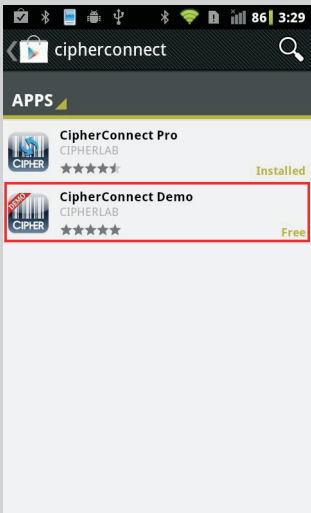 86 3:29
cipherconnect
APPS
CipherConnect Pro
CIPHERLAB
CIPHER
Installed
DEMO
CipherConnect Demo
CIPHERLAB
CIPHER
Free